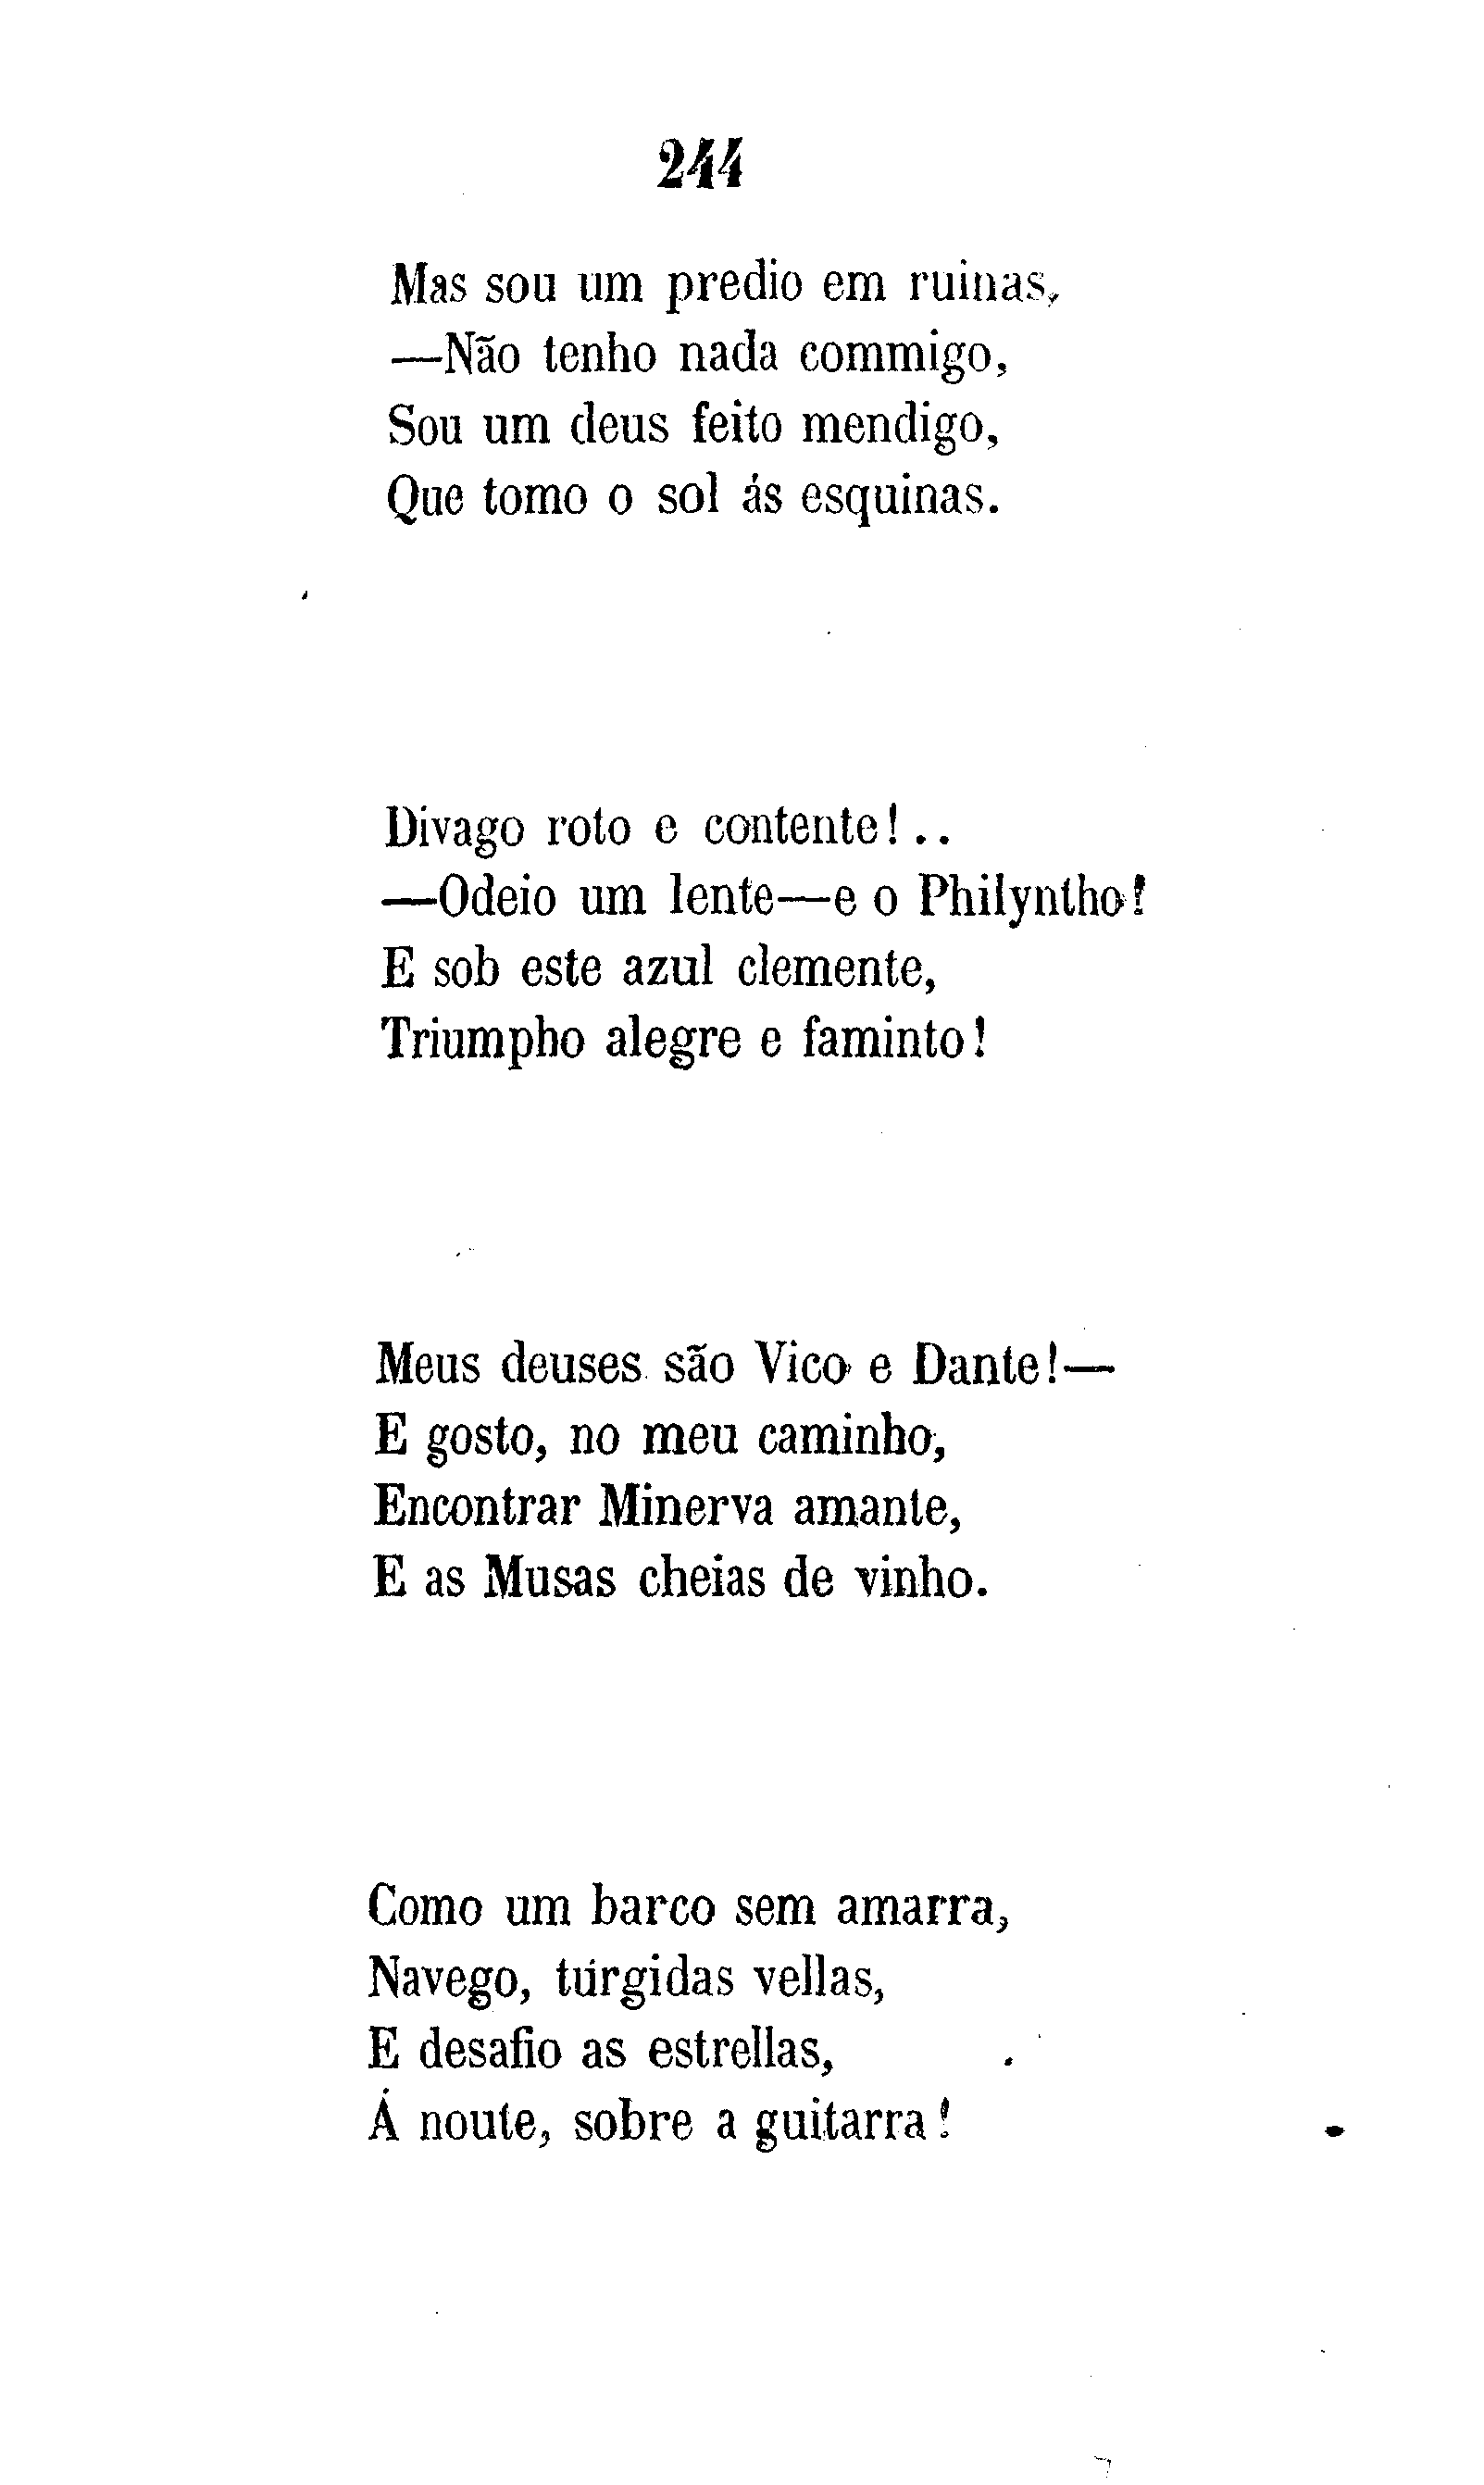 244
Mas sou um predio em ruinas,
—Não tenho nada commigo,
Sou um deus feito mendigo,
Que tomo o sol ás esquinas.
Divago roto e contente!..
—Odeio um lente—e o Philyntho!
E sob este azul clemente,
Triumpho alegre e faminto!
Meus deuses são Vico e Dante!—
E gosto, no meu caminho,
Encontrar Minerva amante,
E as Musas cheias de vinho.
Como um barco sem amarra,
Navego, túrgidas vellas,
E desafio as estrellas,
Á noute, sobre a guitarra!